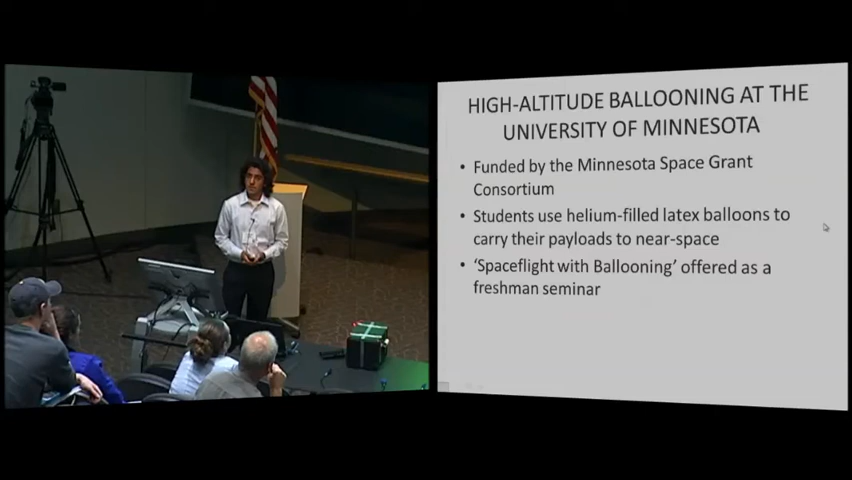 HIGH-ALTITUDE BALLOONING AT THE
UNIVERSITY OF MINNESOTA
• Funded by the Minnesota Space Grant
Consortium
• Students use helium-filled latex balloons to
carry their payloads to near-space
• 'Spaceflight with Ballooning' offered as a
freshman seminar